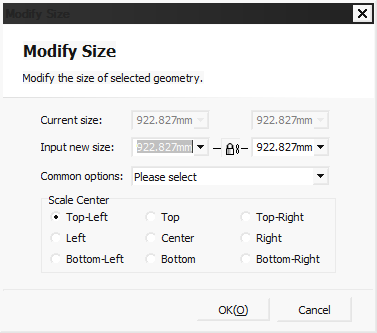 Modify Size
Modify Size
Modify the size of selected geometry.
Current size: 922.827mm 922.827mm
Input new size: 922.827mm 922.827mm
Common options: Please select
Scale Center
Top-Left Top Top-Right
Left Center Right
Bottom-Left Bottom Bottom-Right
OK(O) Cancel